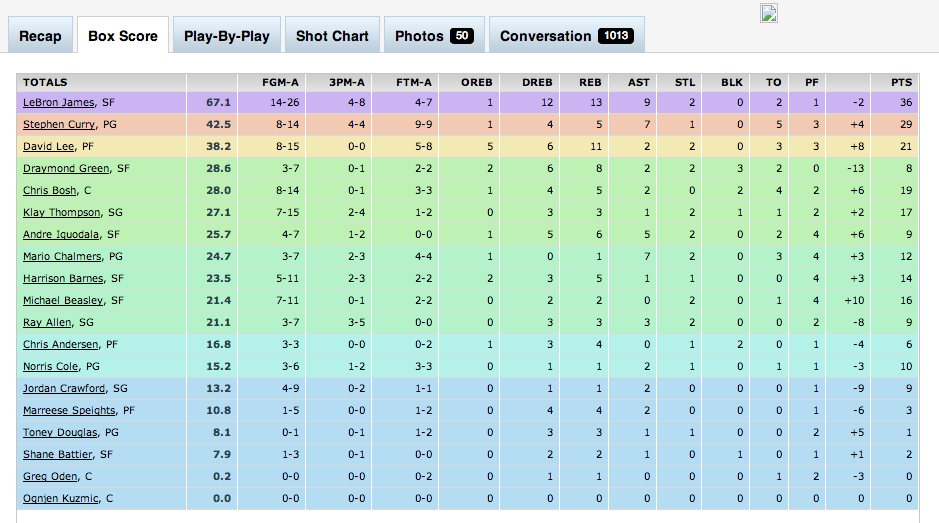 Recap Box Score Play-By-Play Shot Chart Photos 50 Conversation 1013
TOTALS FGM-A 3PM-A FTM-A OREB DREB REB AST STL BLK TO PF PTS
LeBron James, SF 67.1 14-26 4-8 4-7 1 12 13 9 2 0 2 1 -2 36
Stephen Curry, PG 42.5 8-14 4-4 9-9 1 4 5 7 1 0 5 3 +4 29
David Lee, PF 38.2 8-15 0-0 5-8 5 6 11 2 2 0 3 3 +8 21
Draymond Green, SF 28.6 3-7 0-1 2-2 2 6 8 2 2 3 2 0 -13 8
Chris Bosh, C 28.0 8-14 0-1 3-3 1 4 5 2 0 2 4 2 +6 19
Klay Thompson, SG 27.1 7-15 2-4 1-2 0 3 3 1 2 1 1 2 +2 17
Andre Iguodala, SF 25.7 4-7 1-2 0-0 1 5 6 5 2 0 2 4 +6 9
Mario Chalmers, PG 24.7 3-7 2-3 4-4 1 0 1 7 2 0 3 4 +3 12
Harrison Barnes, SF 23.5 5-11 2-3 2-2 2 3 5 1 1 0 0 4 +3 14
Michael Beasley, SF 21.4 7-11 0-1 2-2 0 2 2 0 2 0 1 4 +10 16
Ray Allen, SG 21.1 3-7 3-5 0-0 0 3 3 3 2 0 0 2 -8 9
Chris Andersen, PF 16.8 3-3 0-0 0-2 1 3 4 0 1 2 0 1 -4 6
Norris Cole, PG 15.2 3-6 1-2 3-3 0 1 1 2 1 0 1 1 -3 10
Jordan Crawford, SG 13.2 4-9 0-2 1-1 0 1 1 2 0 0 0 1 -9 9
Marreese Speights, PF 10.8 1-5 0-0 1-2 0 4 4 2 0 0 0 1 -6 3
Toney Douglas, PG 8.1 0-1 0-1 1-2 0 3 3 1 1 0 0 2 +5 1
Shane Battier, SF 7.9 1-3 0-1 0-0 0 2 2 1 0 1 0 1 +1 2
Greg Oden, C 0.2 0-0 0-0 0-0 0 1 1 0 0 0 1 2 -3 0
Ognjen Kuzmic, C 0.0 0-0 0-0 0-0 0 0 0 0 0 0 0 0 0 0